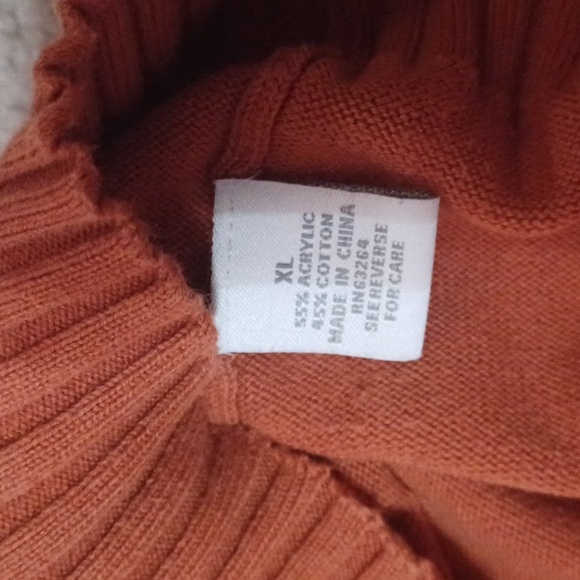 XL
55% ACRYLIC
45% COTTON
MADE IN CHINA
RN63264
SEE REVERSE
FOR CARE